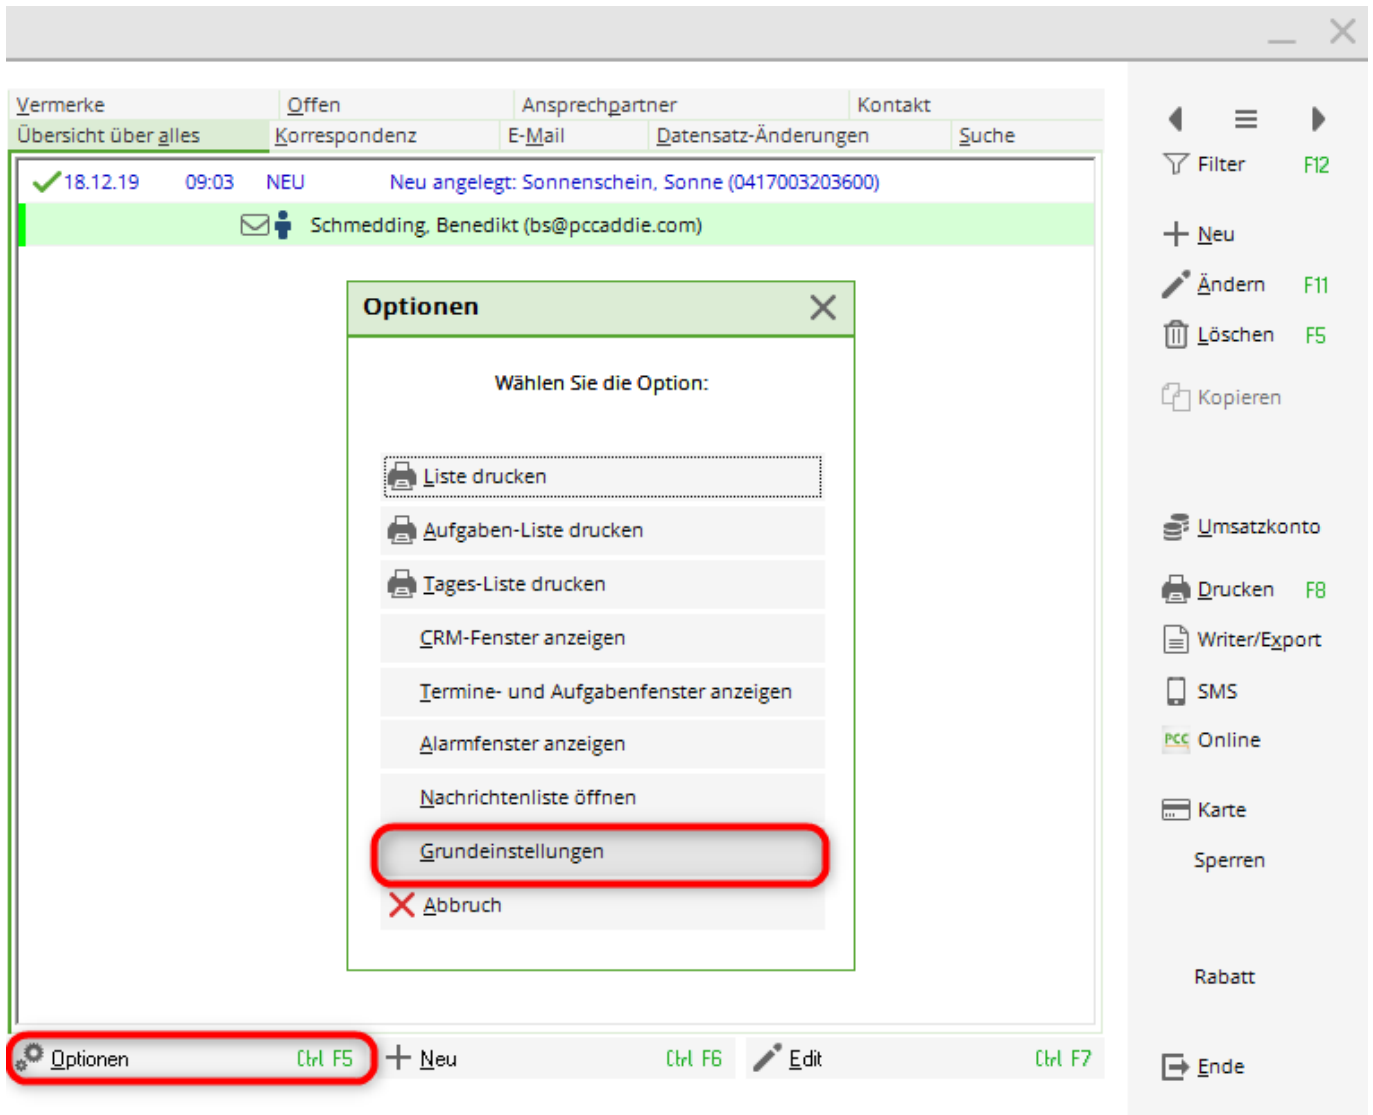 Vermerke Offen Ansprechpartner Kontakt
Übersicht über alles Korrespondenz E-Mail Datensatz-Änderungen Suche
18.12.19 09:03 NEU Neu angelegt: Sonnenschein, Sonne (0417003203600)
Schmedding, Benedikt (bs@pccaddie.com)
Optionen
Wählen Sie die Option:
Liste drucken
Aufgaben-Liste drucken
Tages-Liste drucken
CRM-Fenster anzeigen
Termine- und Aufgabenfenster anzeigen
Alarmfenster anzeigen
Nachrichtenliste öffnen
Grundeinstellungen
Abbruch
Optionen Ctrl F5 Neu Ctrl F6 Edit Ctrl F7
Filter F12
Neu
Ändern F11
Löschen F5
Kopieren
Umsatzkonto
Drucken F8
Writer/Export
SMS
PCC Online
Karte
Sperren
Rabatt
Ende